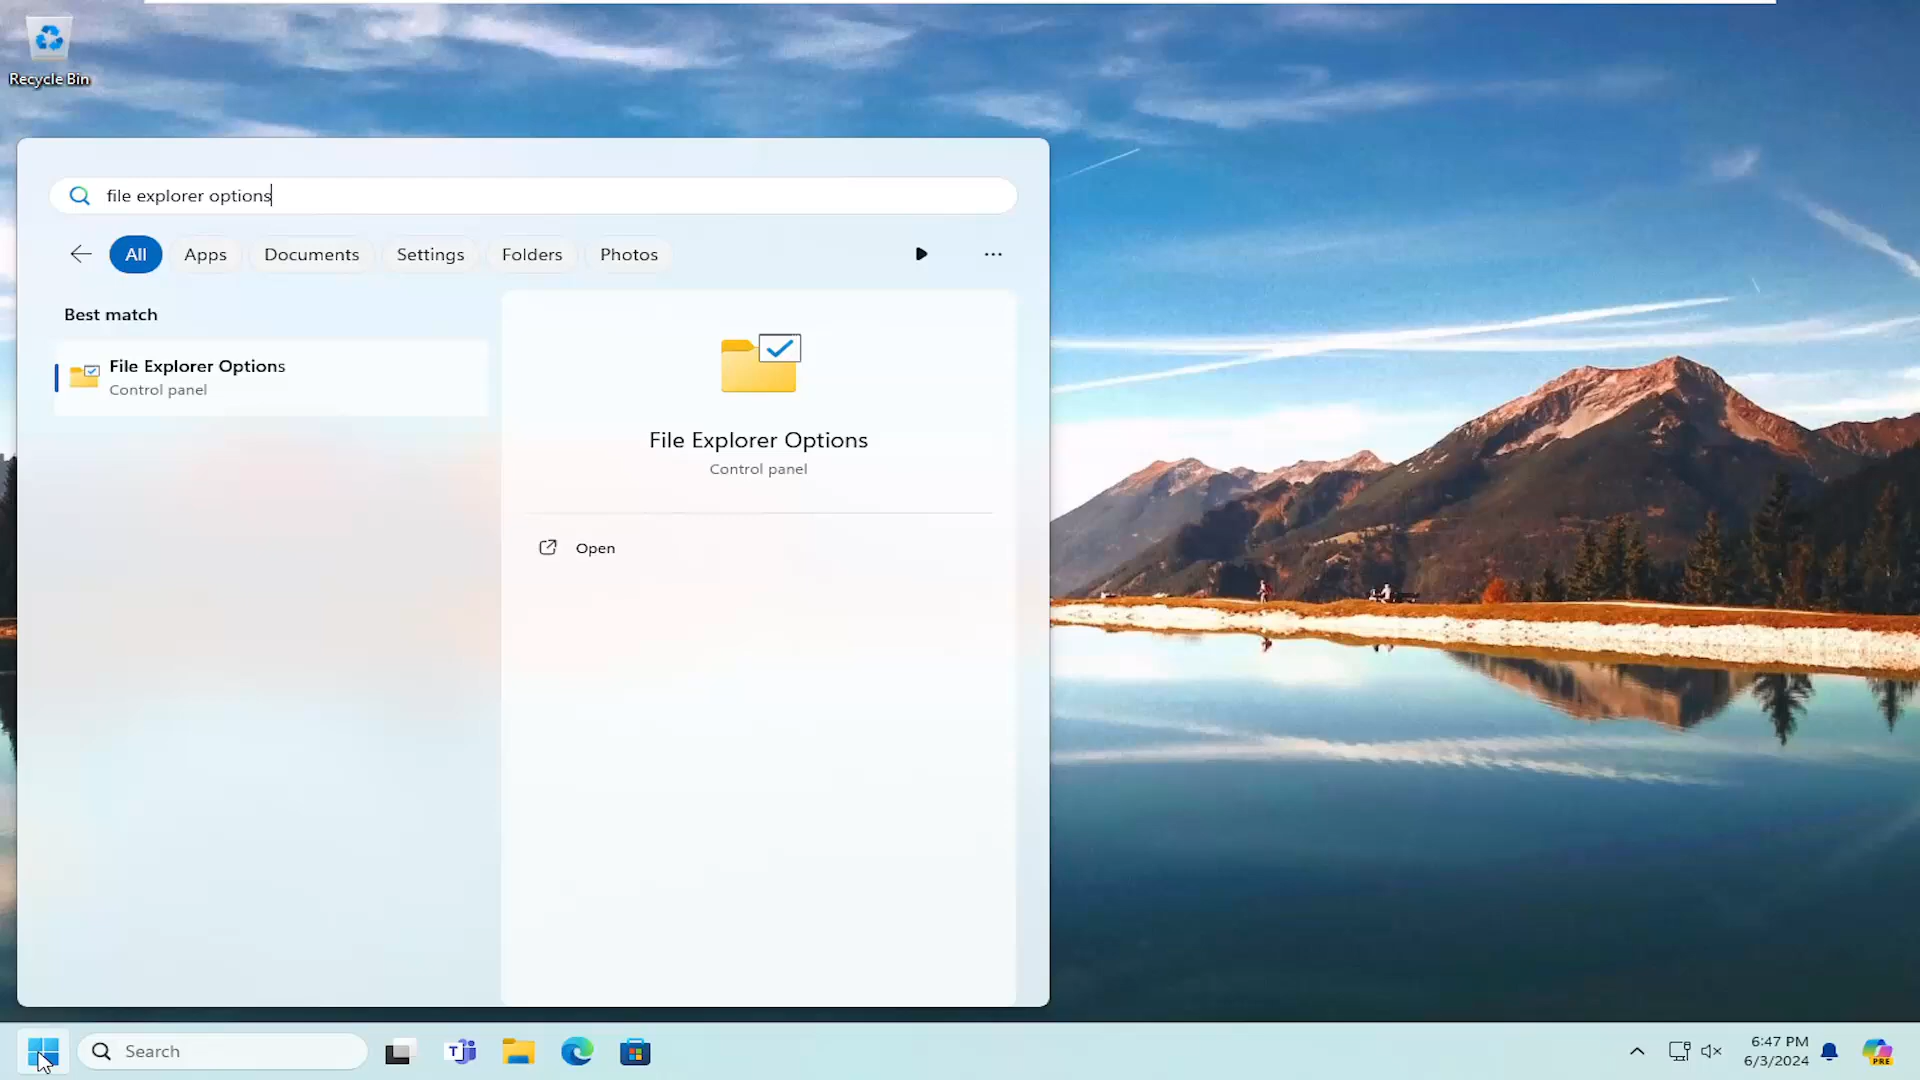 Recycle Bin
file explorer options
All Apps Documents Settings Folders Photos
Best match
File Explorer Options
Control panel
File Explorer Options
Control panel
Open
Search
6:47 PM
6/3/2024
PRE